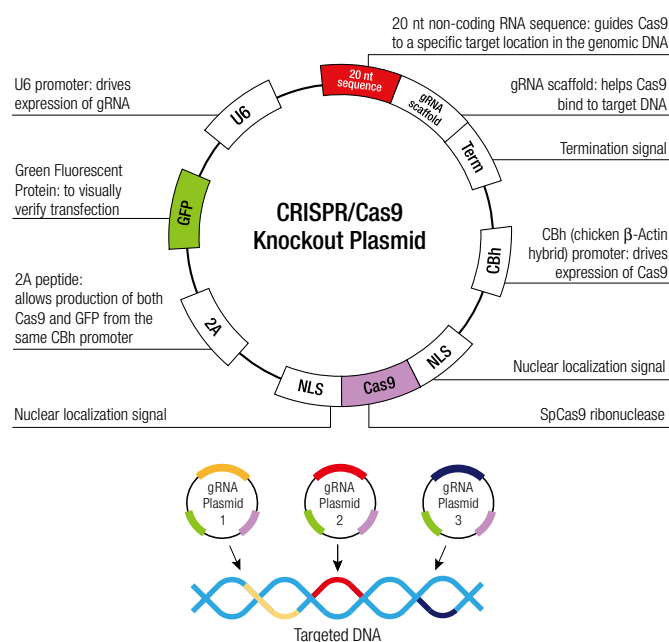 20 nt non-coding RNA sequence: guides Cas9
to a specific target location in the genomic DNA
U6 promoter: drives
expression of gRNA
gRNA scaffold: helps Cas9
bind to target DNA
Termination signal
Green Fluorescent
Protein: to visually
verify transfection
CBh (chicken β-Actin
hybrid) promoter: drives
expression of Cas9
2A peptide:
allows production of both
Cas9 and GFP from the
same CBh promoter
Nuclear localization signal
Nuclear localization signal
SpCas9 ribonuclease
20 nt
sequence
gRNA
scaffold
Term
CBh
NLS
Cas9
NLS
2A
GFP
U6
CRISPR/Cas9
Knockout Plasmid
gRNA
Plasmid
1
gRNA
Plasmid
2
gRNA
Plasmid
3
Targeted DNA